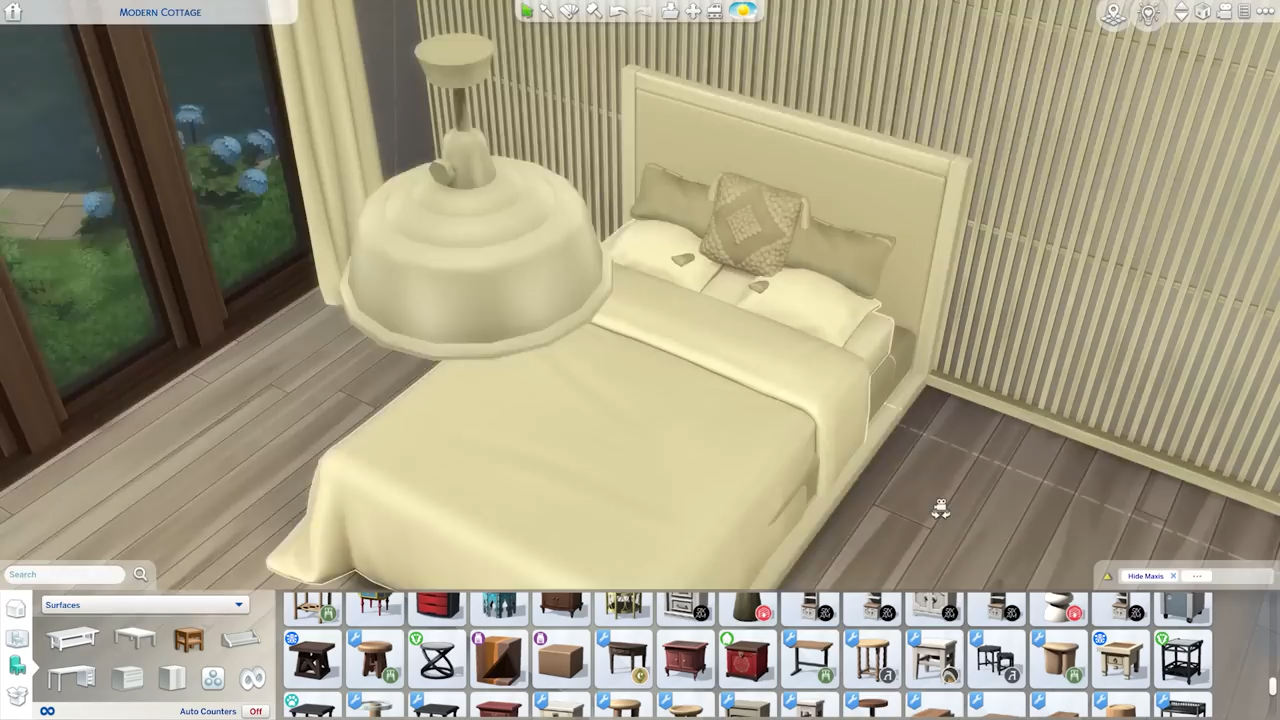 MODERN COTTAGE
Search
Hide Maxis
Surfaces
Auto Counters
Off